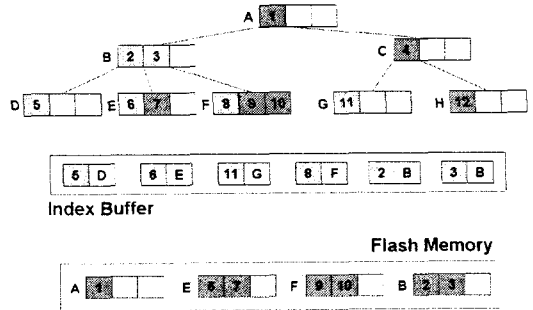 A 1
B 2 3
C 4
D 5
E 6 7
F 8 9 10
G 11
H 12
5 D
6 E
11 G
8 F
2 B
3 B
Index Buffer
Flash Memory
A 1
E 6 7
F 9 10
B 2 3